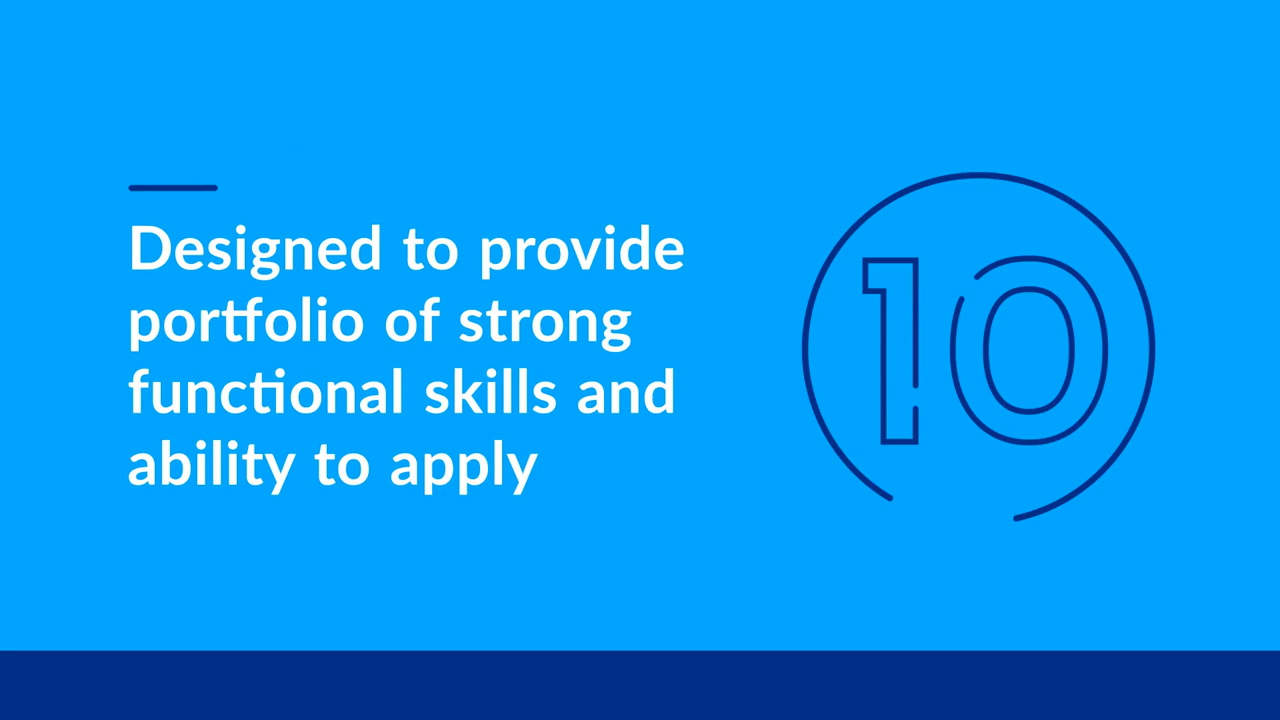 Designed to provide
portfolio of strong
functional skills and
ability to apply
10